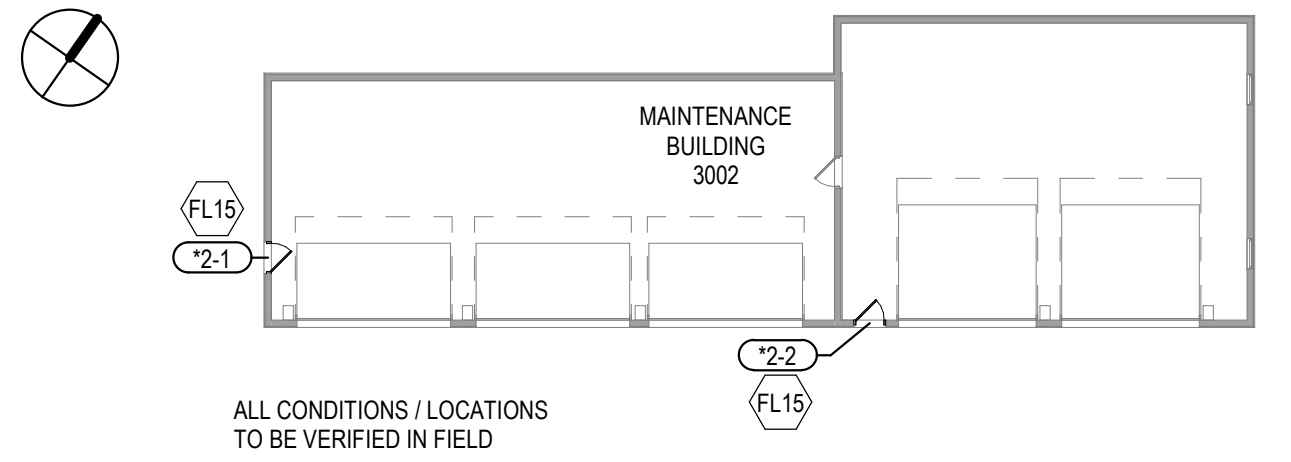 MAINTENANCE
BUILDING
3002
FL15
*2-1
*2-2
FL15
ALL CONDITIONS / LOCATIONS
TO BE VERIFIED IN FIELD